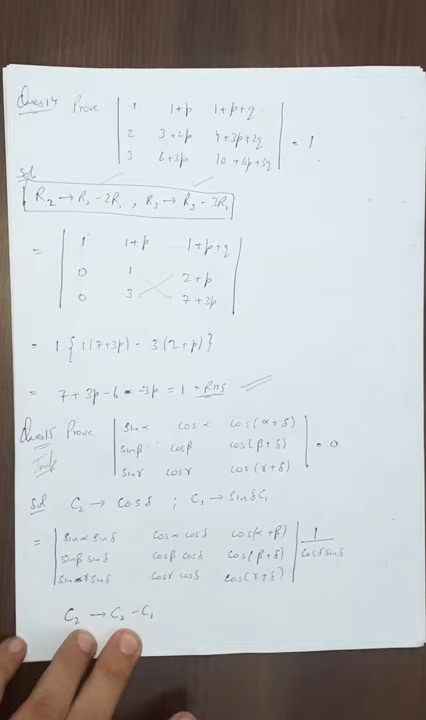 Ques14 Prove | 1 1+p 1+p+q |
| 2 3+2p 4+3p+2q | = 1
| 3 6+3p 10+6p+3q |
Sol
R₂ → R₂ - 2R₁ , R₃ → R₃ - 3R₁
= | 1 1+p 1+p+q |
| 0 1 2+p |
| 0 3 7+3p |
= 1 { 1(7+3p) - 3(2+p) }
= 7 + 3p - 6 - 3p = 1 = RHS
Ques15 Prove | sinα cosα cos(α+δ) |
| sinβ cosβ cos(β+δ) | = 0
| sinγ cosγ cos(γ+δ) |
Sol C₂ → cosδ ; C₁ → sinδ C₁
= | sinα sinδ cosα cosδ cos(α+β) | 1
| sinβ sinδ cosβ cosδ cos(β+δ) | cosδ sinδ
| sinγ sinδ cosγ cosδ cos(γ+δ) |
C₂ → C₂ - C₁